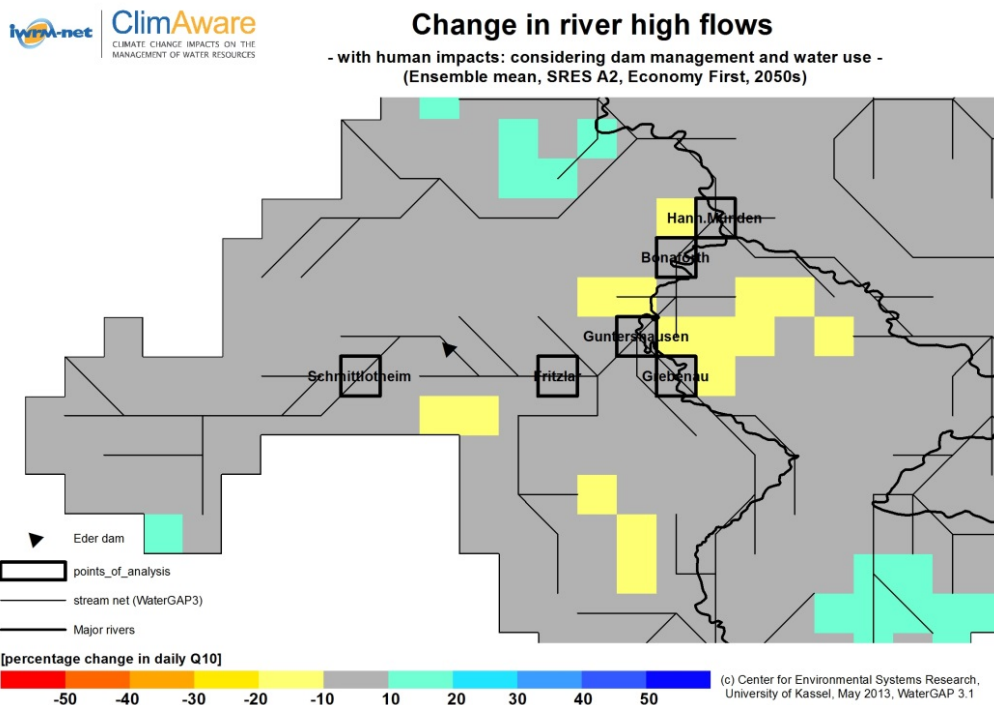 iwrm-net
ClimAware
CLIMATE CHANGE IMPACTS ON THE
MANAGEMENT OF WATER RESOURCES
Change in river high flows
- with human impacts: considering dam management and water use -
(Ensemble mean, SRES A2, Economy First, 2050s)
Hann.Münden
Bonaforth
Guntershausen
Schmittlotheim
Fritzlar
Grebenau
Eder dam
points_of_analysis
stream net (WaterGAP3)
Major rivers
[percentage change in daily Q10]
-50 -40 -30 -20 -10 10 20 30 40 50
(c) Center for Environmental Systems Research,
University of Kassel, May 2013, WaterGAP 3.1